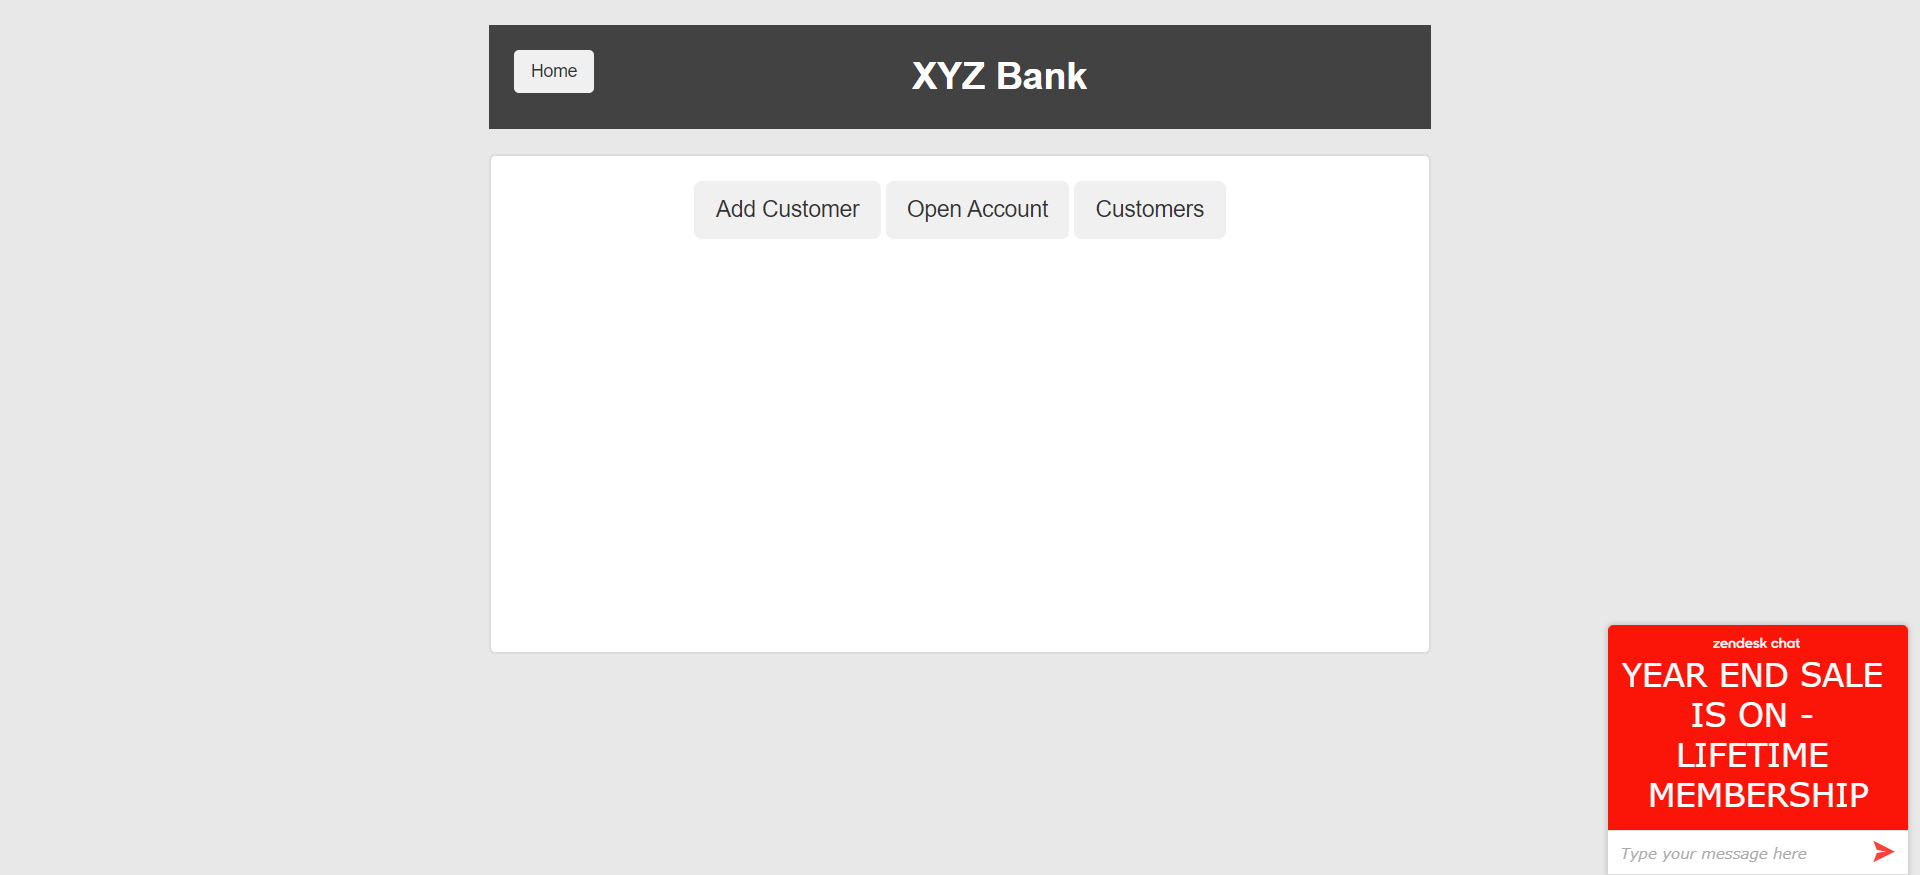 Home
XYZ Bank
Add Customer
Open Account
Customers
zendesk chat
YEAR END SALE
IS ON -
LIFETIME
MEMBERSHIP
Type your message here